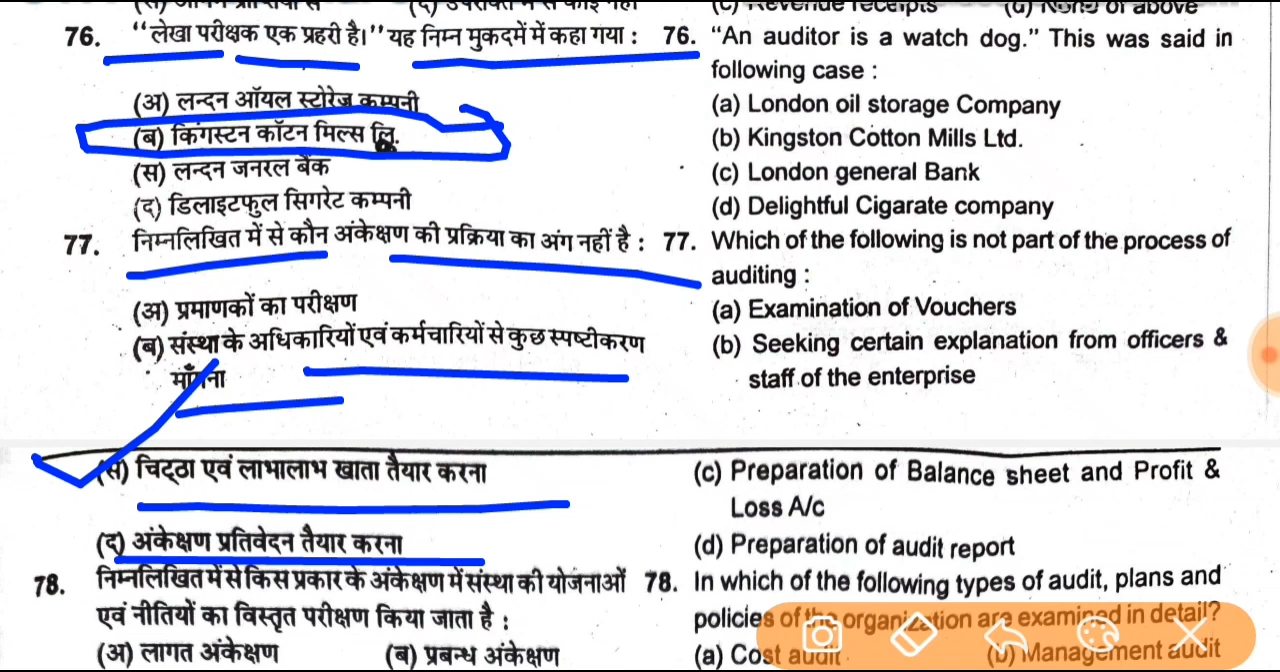 76. ‘‘लेखा परीक्षक एक प्रहरी है।’’ यह निम्न मुकदमें में कहा गया :
(अ) लन्दन ऑयल स्टोरेज कम्पनी
(ब) किंगस्टन कॉटन मिल्स लि.
(स) लन्दन जनरल बैंक
(द) डिलाइटफुल सिगरेट कम्पनी
77. निम्नलिखित में से कौन अंकेक्षण की प्रक्रिया का अंग नहीं है :
(अ) प्रमाणकों का परीक्षण
(ब) संस्था के अधिकारियों एवं कर्मचारियों से कुछ स्पष्टीकरण
माँगना
(स) चिट्ठा एवं लाभालाभ खाता तैयार करना
(द) अंकेक्षण प्रतिवेदन तैयार करना
78. निम्नलिखित में से किस प्रकार के अंकेक्षण में संस्था की योजनाओं
एवं नीतियों का विस्तृत परीक्षण किया जाता है :
(अ) लागत अंकेक्षण (ब) प्रबन्ध अंकेक्षण
(c) Revenue receipts (d) None of above
76. “An auditor is a watch dog.” This was said in
following case :
(a) London oil storage Company
(b) Kingston Cotton Mills Ltd.
(c) London general Bank
(d) Delightful Cigarate company
77. Which of the following is not part of the process of
auditing :
(a) Examination of Vouchers
(b) Seeking certain explanation from officers &
staff of the enterprise
(c) Preparation of Balance sheet and Profit &
Loss A/c
(d) Preparation of audit report
78. In which of the following types of audit, plans and
policies of the organization are examined in detail?
(a) Cost audit (b) Management audit